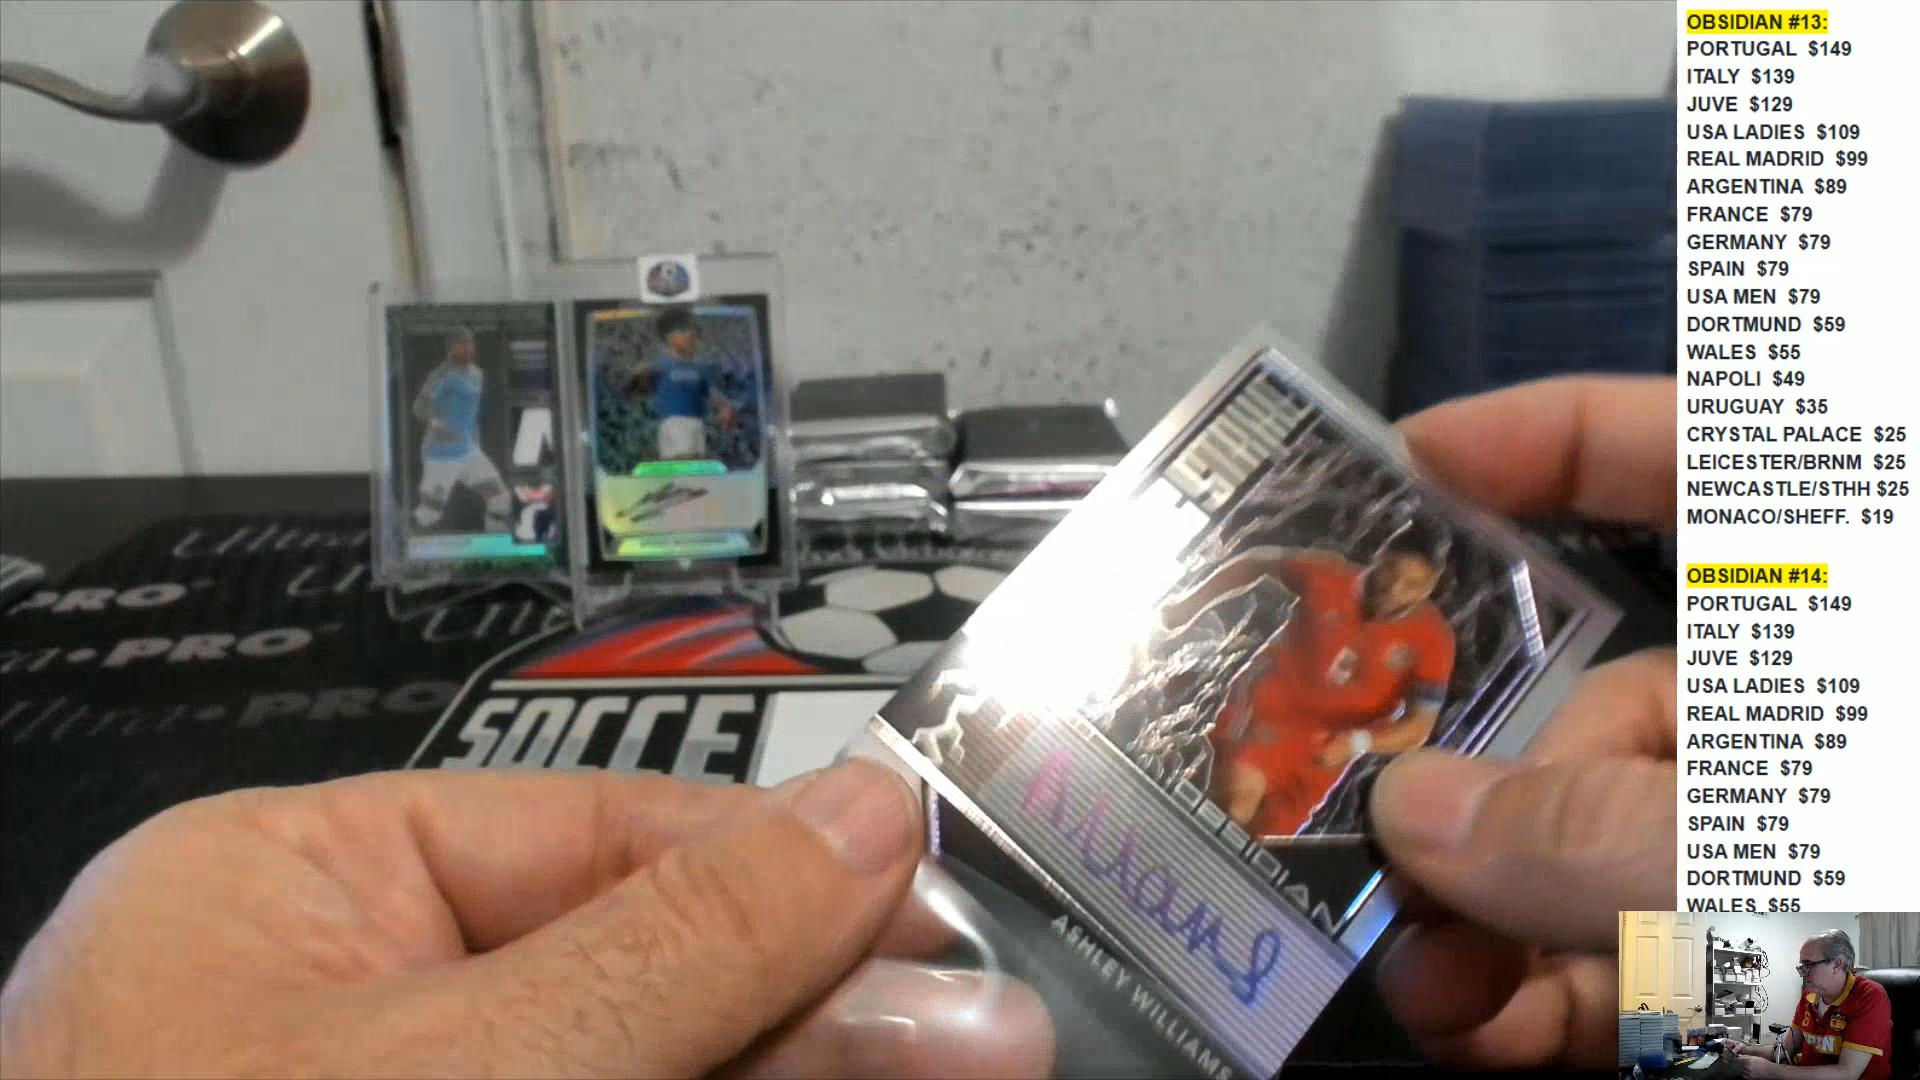 OBSIDIAN #13:
PORTUGAL $149
ITALY $139
JUVE $129
USA LADIES $109
REAL MADRID $99
ARGENTINA $89
FRANCE $79
GERMANY $79
SPAIN $79
USA MEN $79
DORTMUND $59
WALES $55
NAPOLI $49
URUGUAY $35
CRYSTAL PALACE $25
LEICESTER/BRNM $25
NEWCASTLE/STHH $25
MONACO/SHEFF. $19
OBSIDIAN #14:
PORTUGAL $149
ITALY $139
JUVE $129
USA LADIES $109
REAL MADRID $99
ARGENTINA $89
FRANCE $79
GERMANY $79
SPAIN $79
USA MEN $79
DORTMUND $59
WALES $55
OBSIDIAN
ASHLEY WILLIAMS
SOCCE
PRO
Ultra PRO